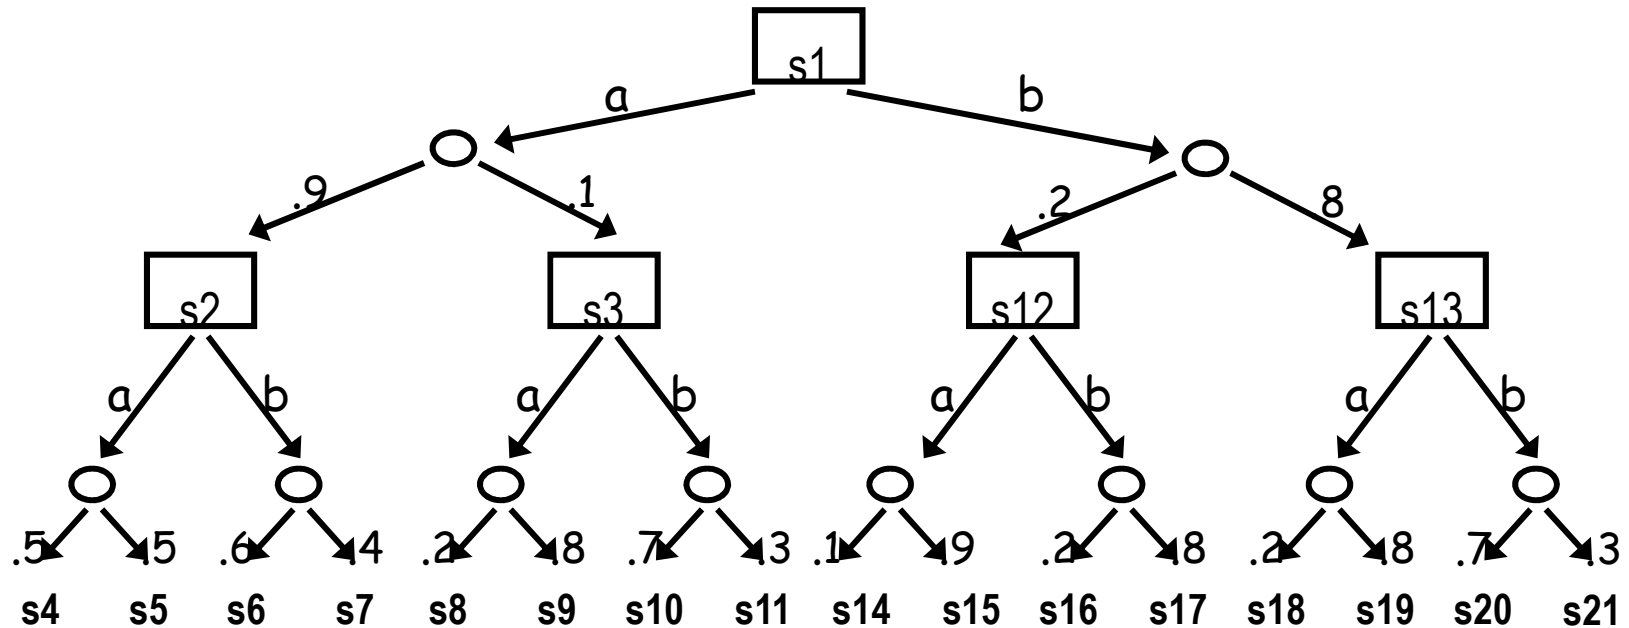 s1
a b
.9 .1 .2 8
s2 s3 s12 s13
a b a b a b a b
.5 .5 .6 .4 .2 .8 .7 .3 .1 .9 .2 .8 .2 .8 .7 .3
s4 s5 s6 s7 s8 s9 s10 s11 s14 s15 s16 s17 s18 s19 s20 s21